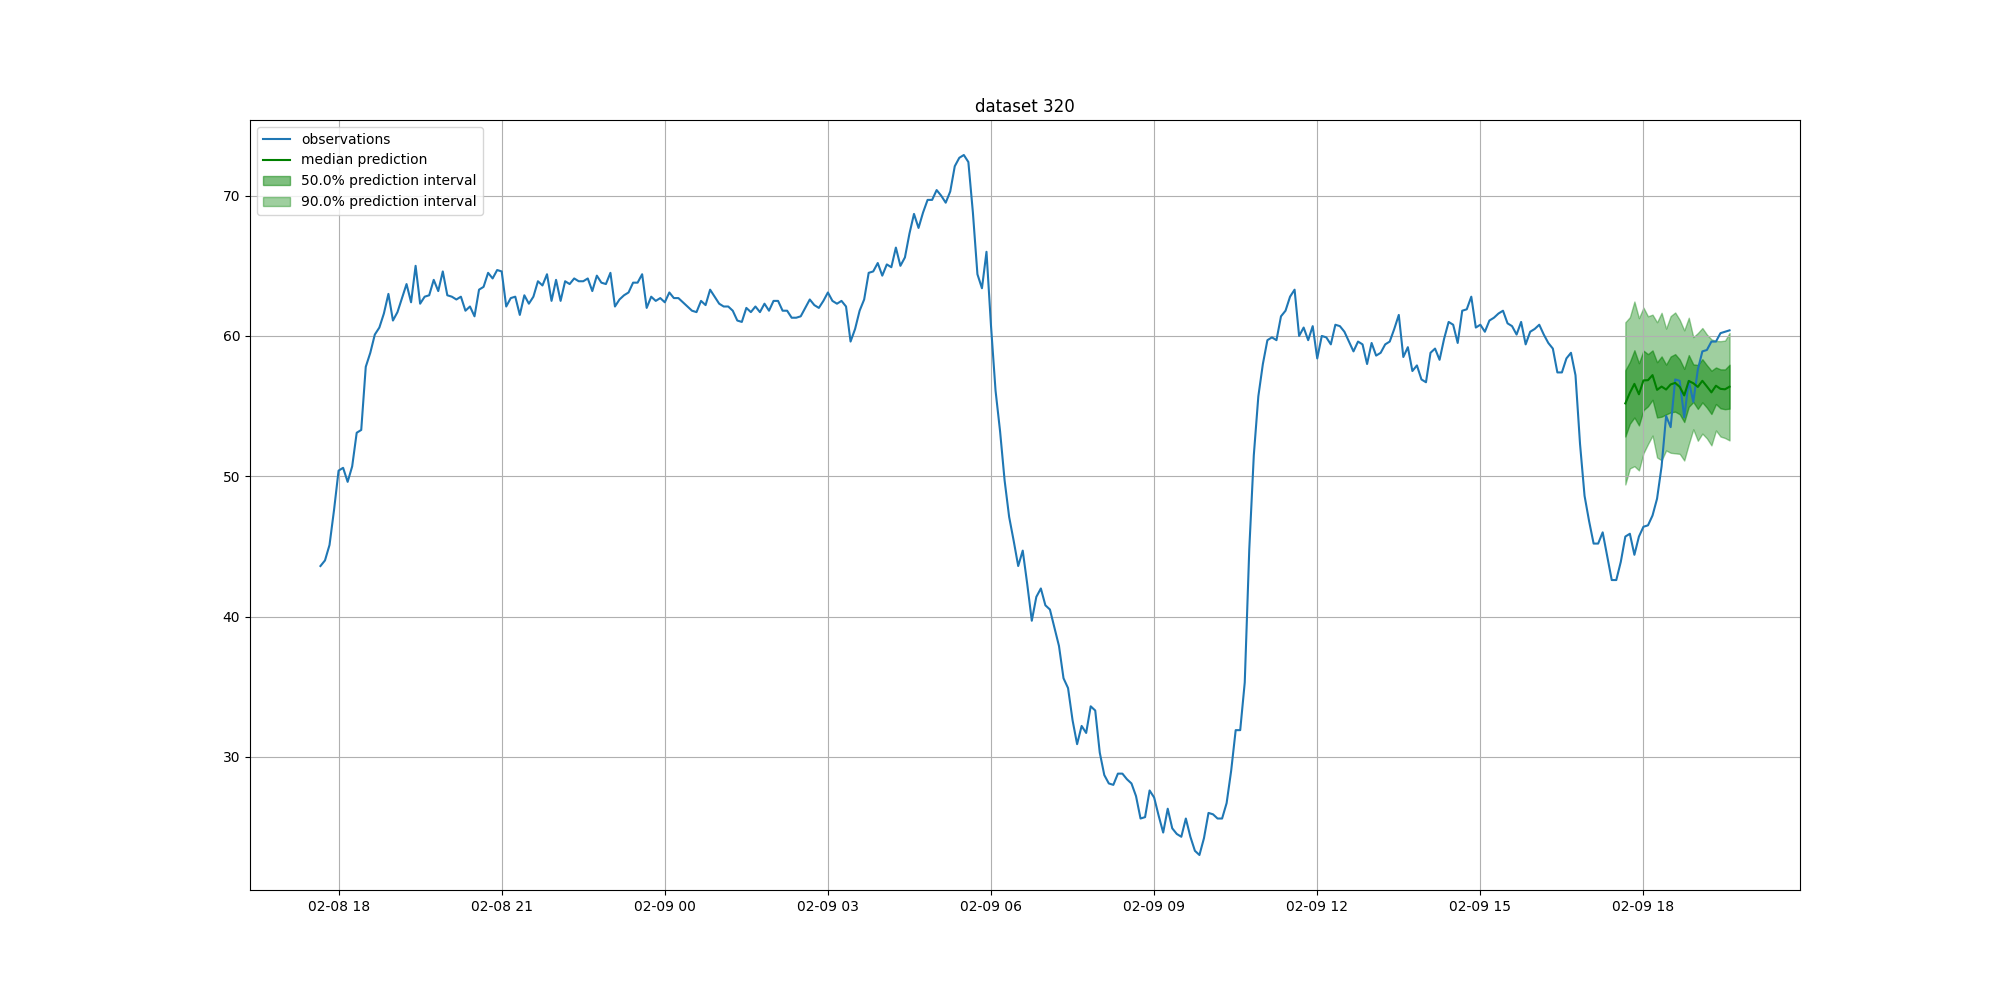 dataset 320
observations
median prediction
50.0% prediction interval
90.0% prediction interval
70
60
50
40
30
02-08 18
02-08 21
02-09 00
02-09 03
02-09 06
02-09 09
02-09 12
02-09 15
02-09 18